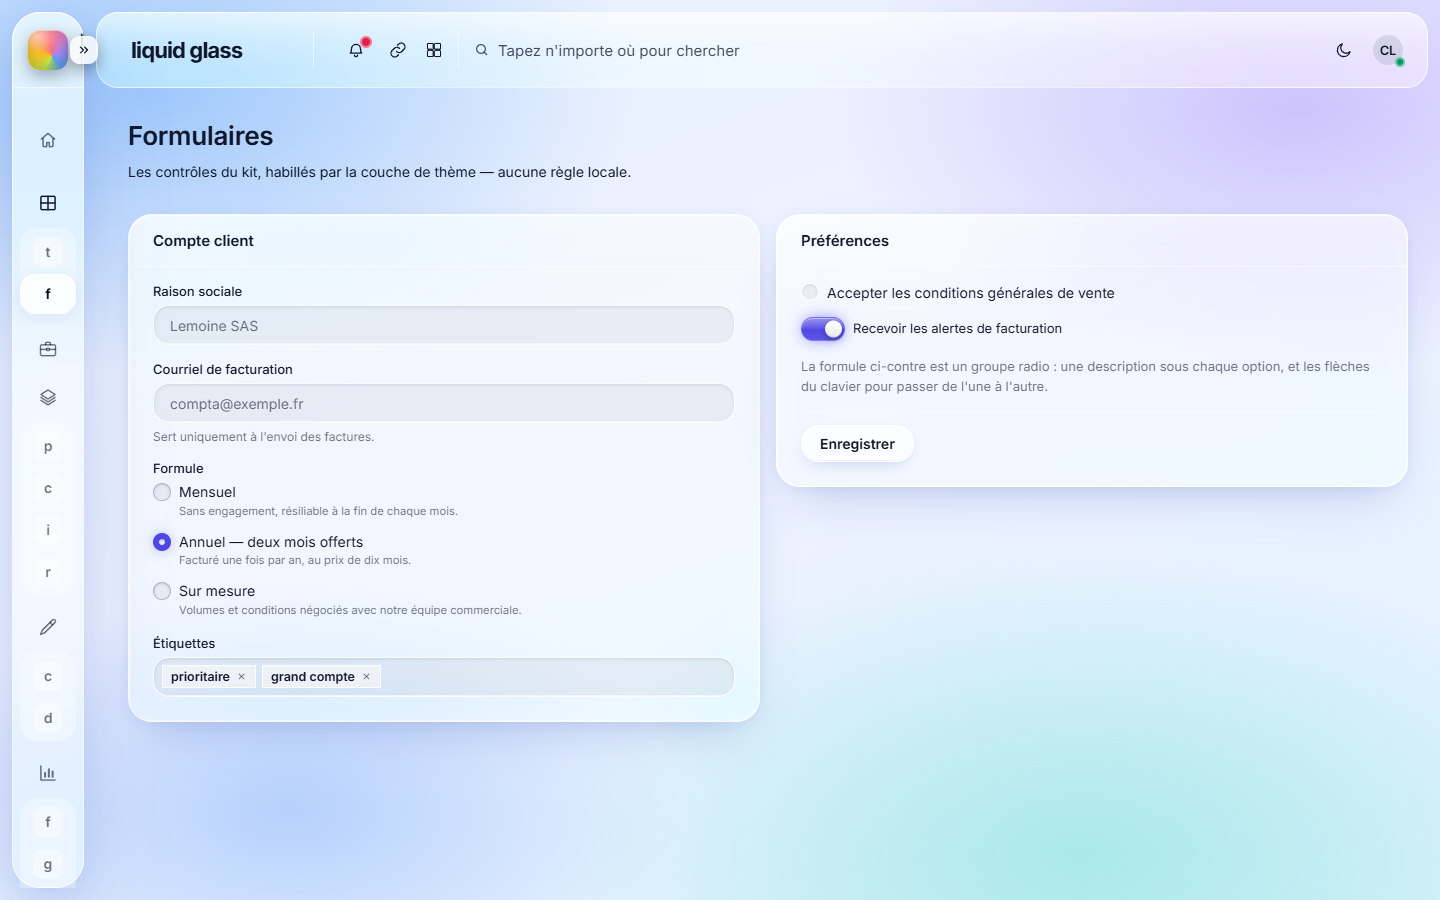 liquid glass
Tapez n'importe où pour chercher
CL
t
f
p
c
i
r
c
d
f
g
Formulaires
Les contrôles du kit, habillés par la couche de thème — aucune règle locale.
Compte client
Raison sociale
Lemoine SAS
Courriel de facturation
compta@exemple.fr
Sert uniquement à l'envoi des factures.
Formule
Mensuel
Sans engagement, résiliable à la fin de chaque mois.
Annuel — deux mois offerts
Facturé une fois par an, au prix de dix mois.
Sur mesure
Volumes et conditions négociés avec notre équipe commerciale.
Étiquettes
prioritaire × grand compte ×
Préférences
Accepter les conditions générales de vente
Recevoir les alertes de facturation
La formule ci-contre est un groupe radio : une description sous chaque option, et les flèches
du clavier pour passer de l'une à l'autre.
Enregistrer